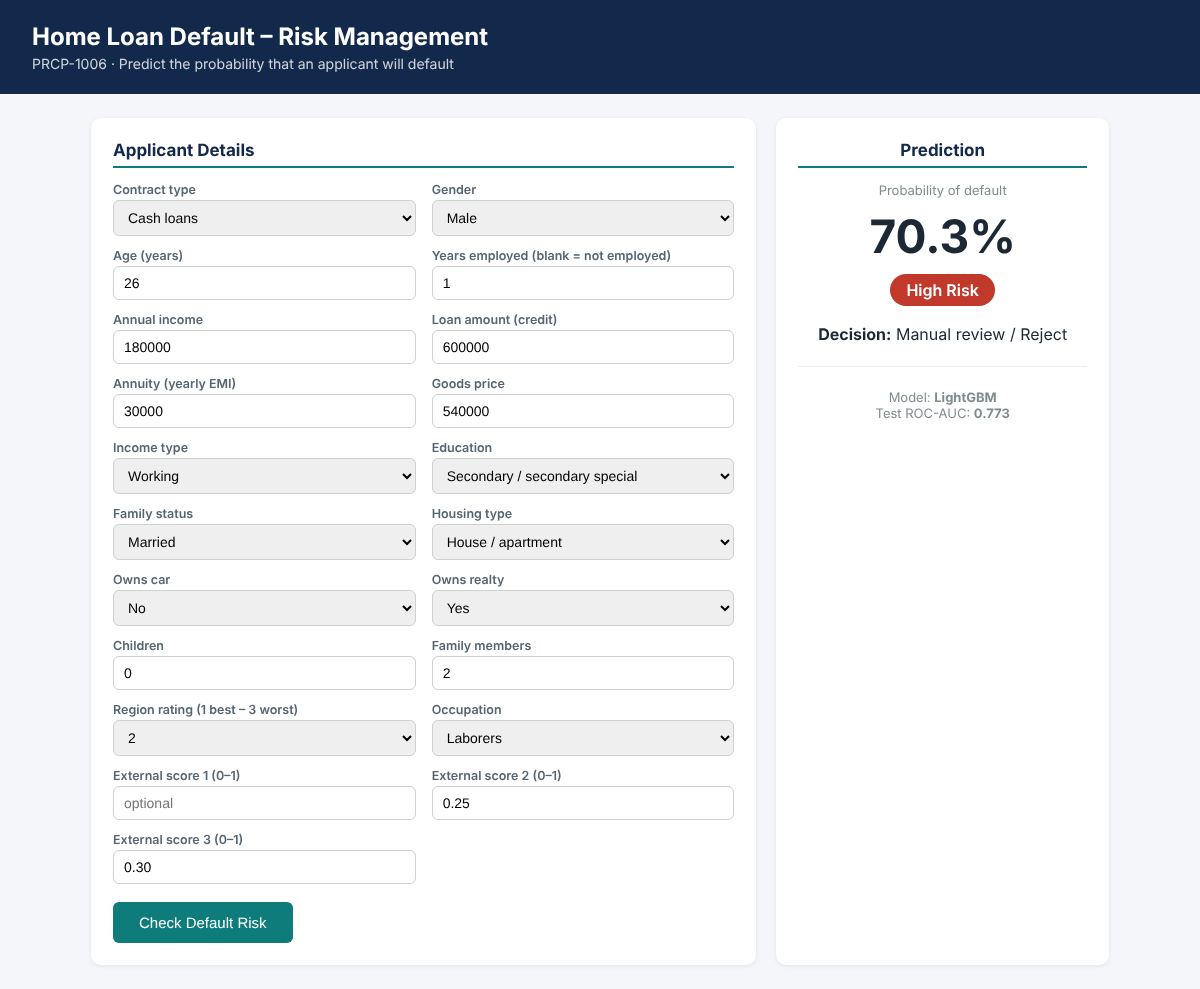 Home Loan Default – Risk Management
PRCP-1006 · Predict the probability that an applicant will default
Applicant Details
Contract type
Cash loans
Gender
Male
Age (years)
26
Years employed (blank = not employed)
1
Annual income
180000
Loan amount (credit)
600000
Annuity (yearly EMI)
30000
Goods price
540000
Income type
Working
Education
Secondary / secondary special
Family status
Married
Housing type
House / apartment
Owns car
No
Owns realty
Yes
Children
0
Family members
2
Region rating (1 best – 3 worst)
2
Occupation
Laborers
External score 1 (0–1)
optional
External score 2 (0–1)
0.25
External score 3 (0–1)
0.30
Check Default Risk
Prediction
Probability of default
70.3%
High Risk
Decision: Manual review / Reject
Model: LightGBM
Test ROC-AUC: 0.773